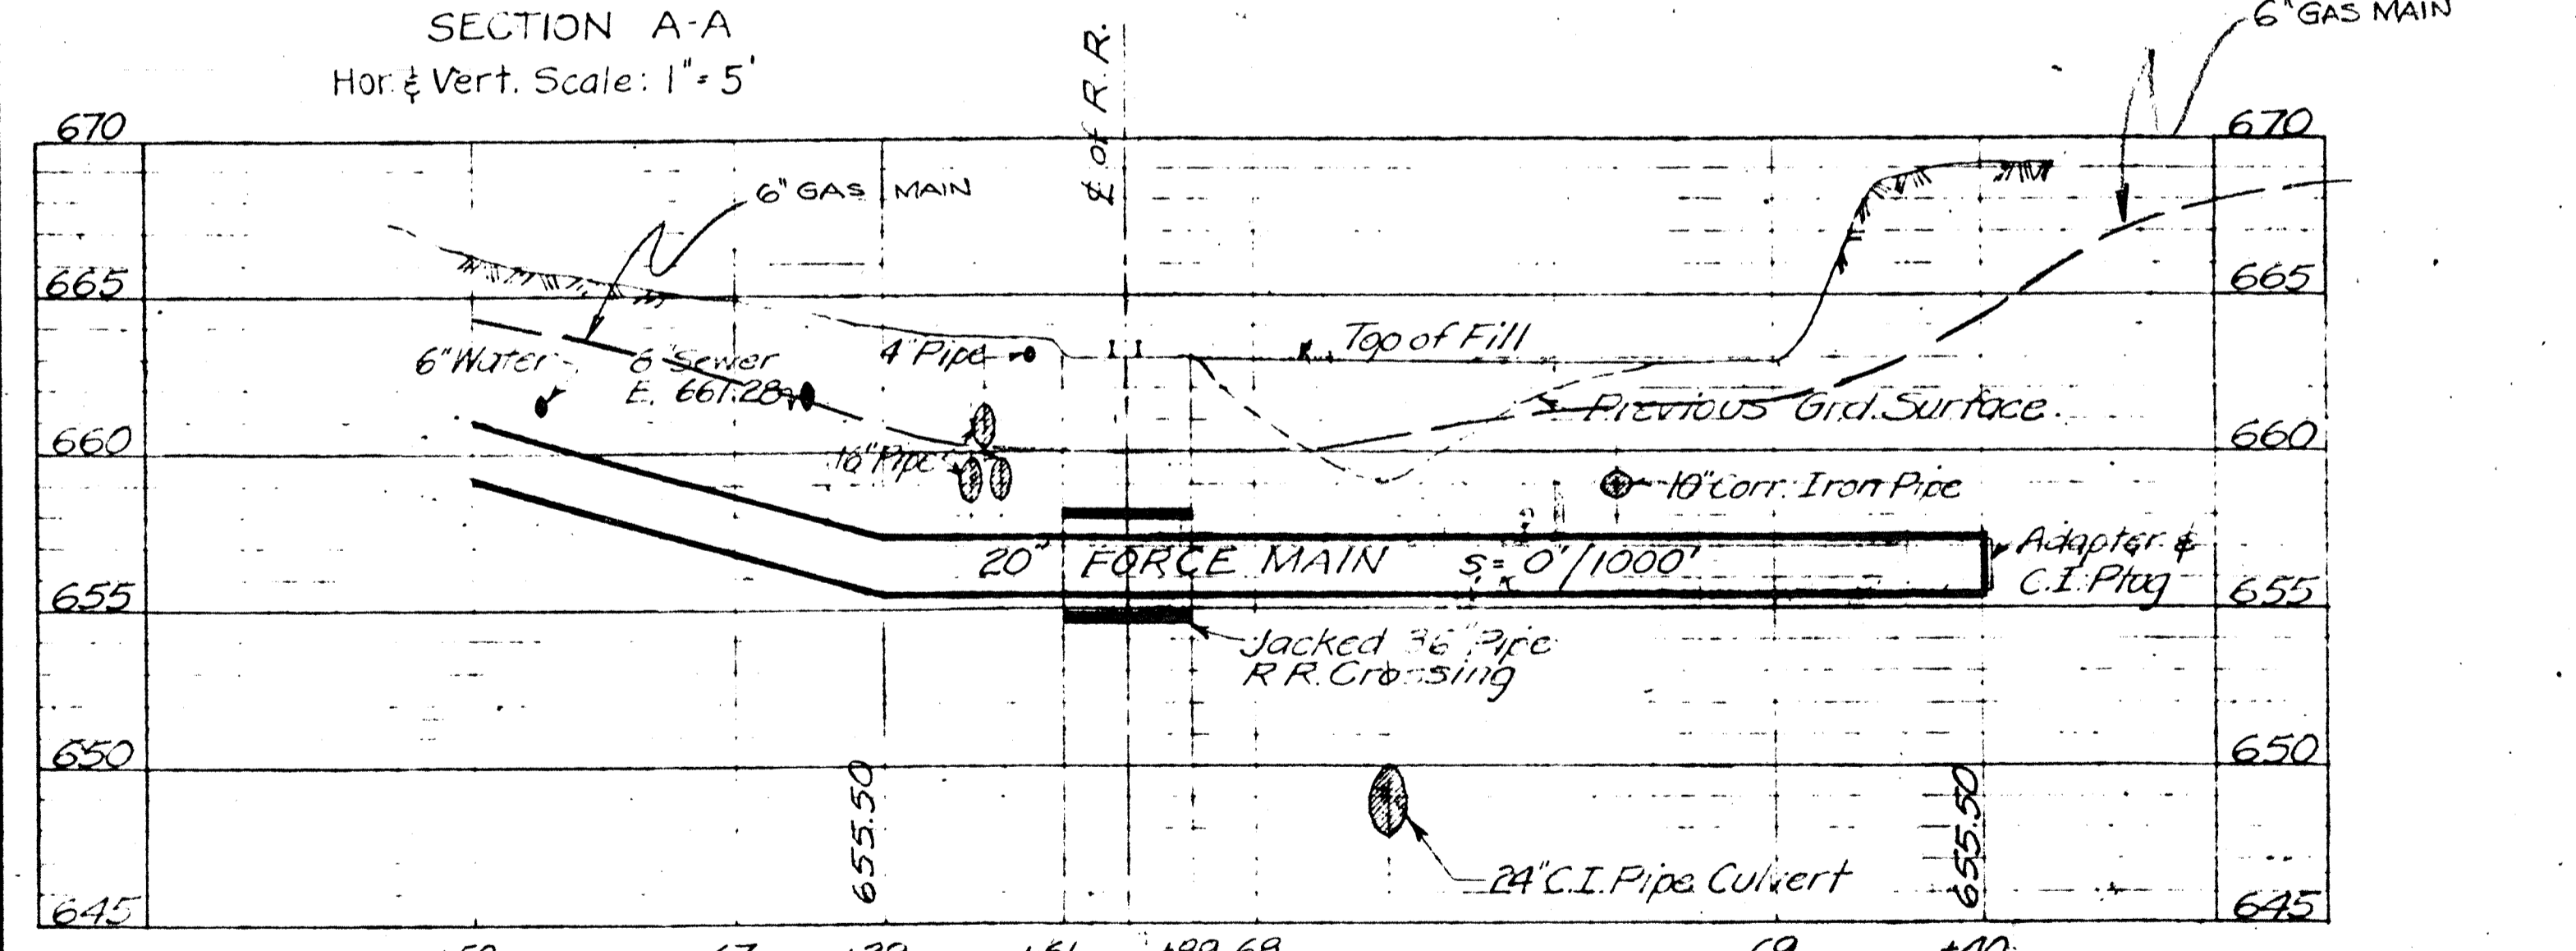 SECTION A-A
Hor. & Vert. Scale: 1" = 5'
℄ of R.R.
6" GAS MAIN
670
670
6" GAS MAIN
665
665
Top of Fill
6" Water
6" Sewer
E. 661.28
4" Pipe
Previous Grd. Surface.
660
660
Pipe
10" Corr. Iron Pipe
20" FORCE MAIN
s = 0'/1000'
Adapter &
C.I. Plug
655
655
Jacked 36" Pipe
R.R. Crossing
650
650
655.50
655.50
24" C.I. Pipe Culvert
645
645